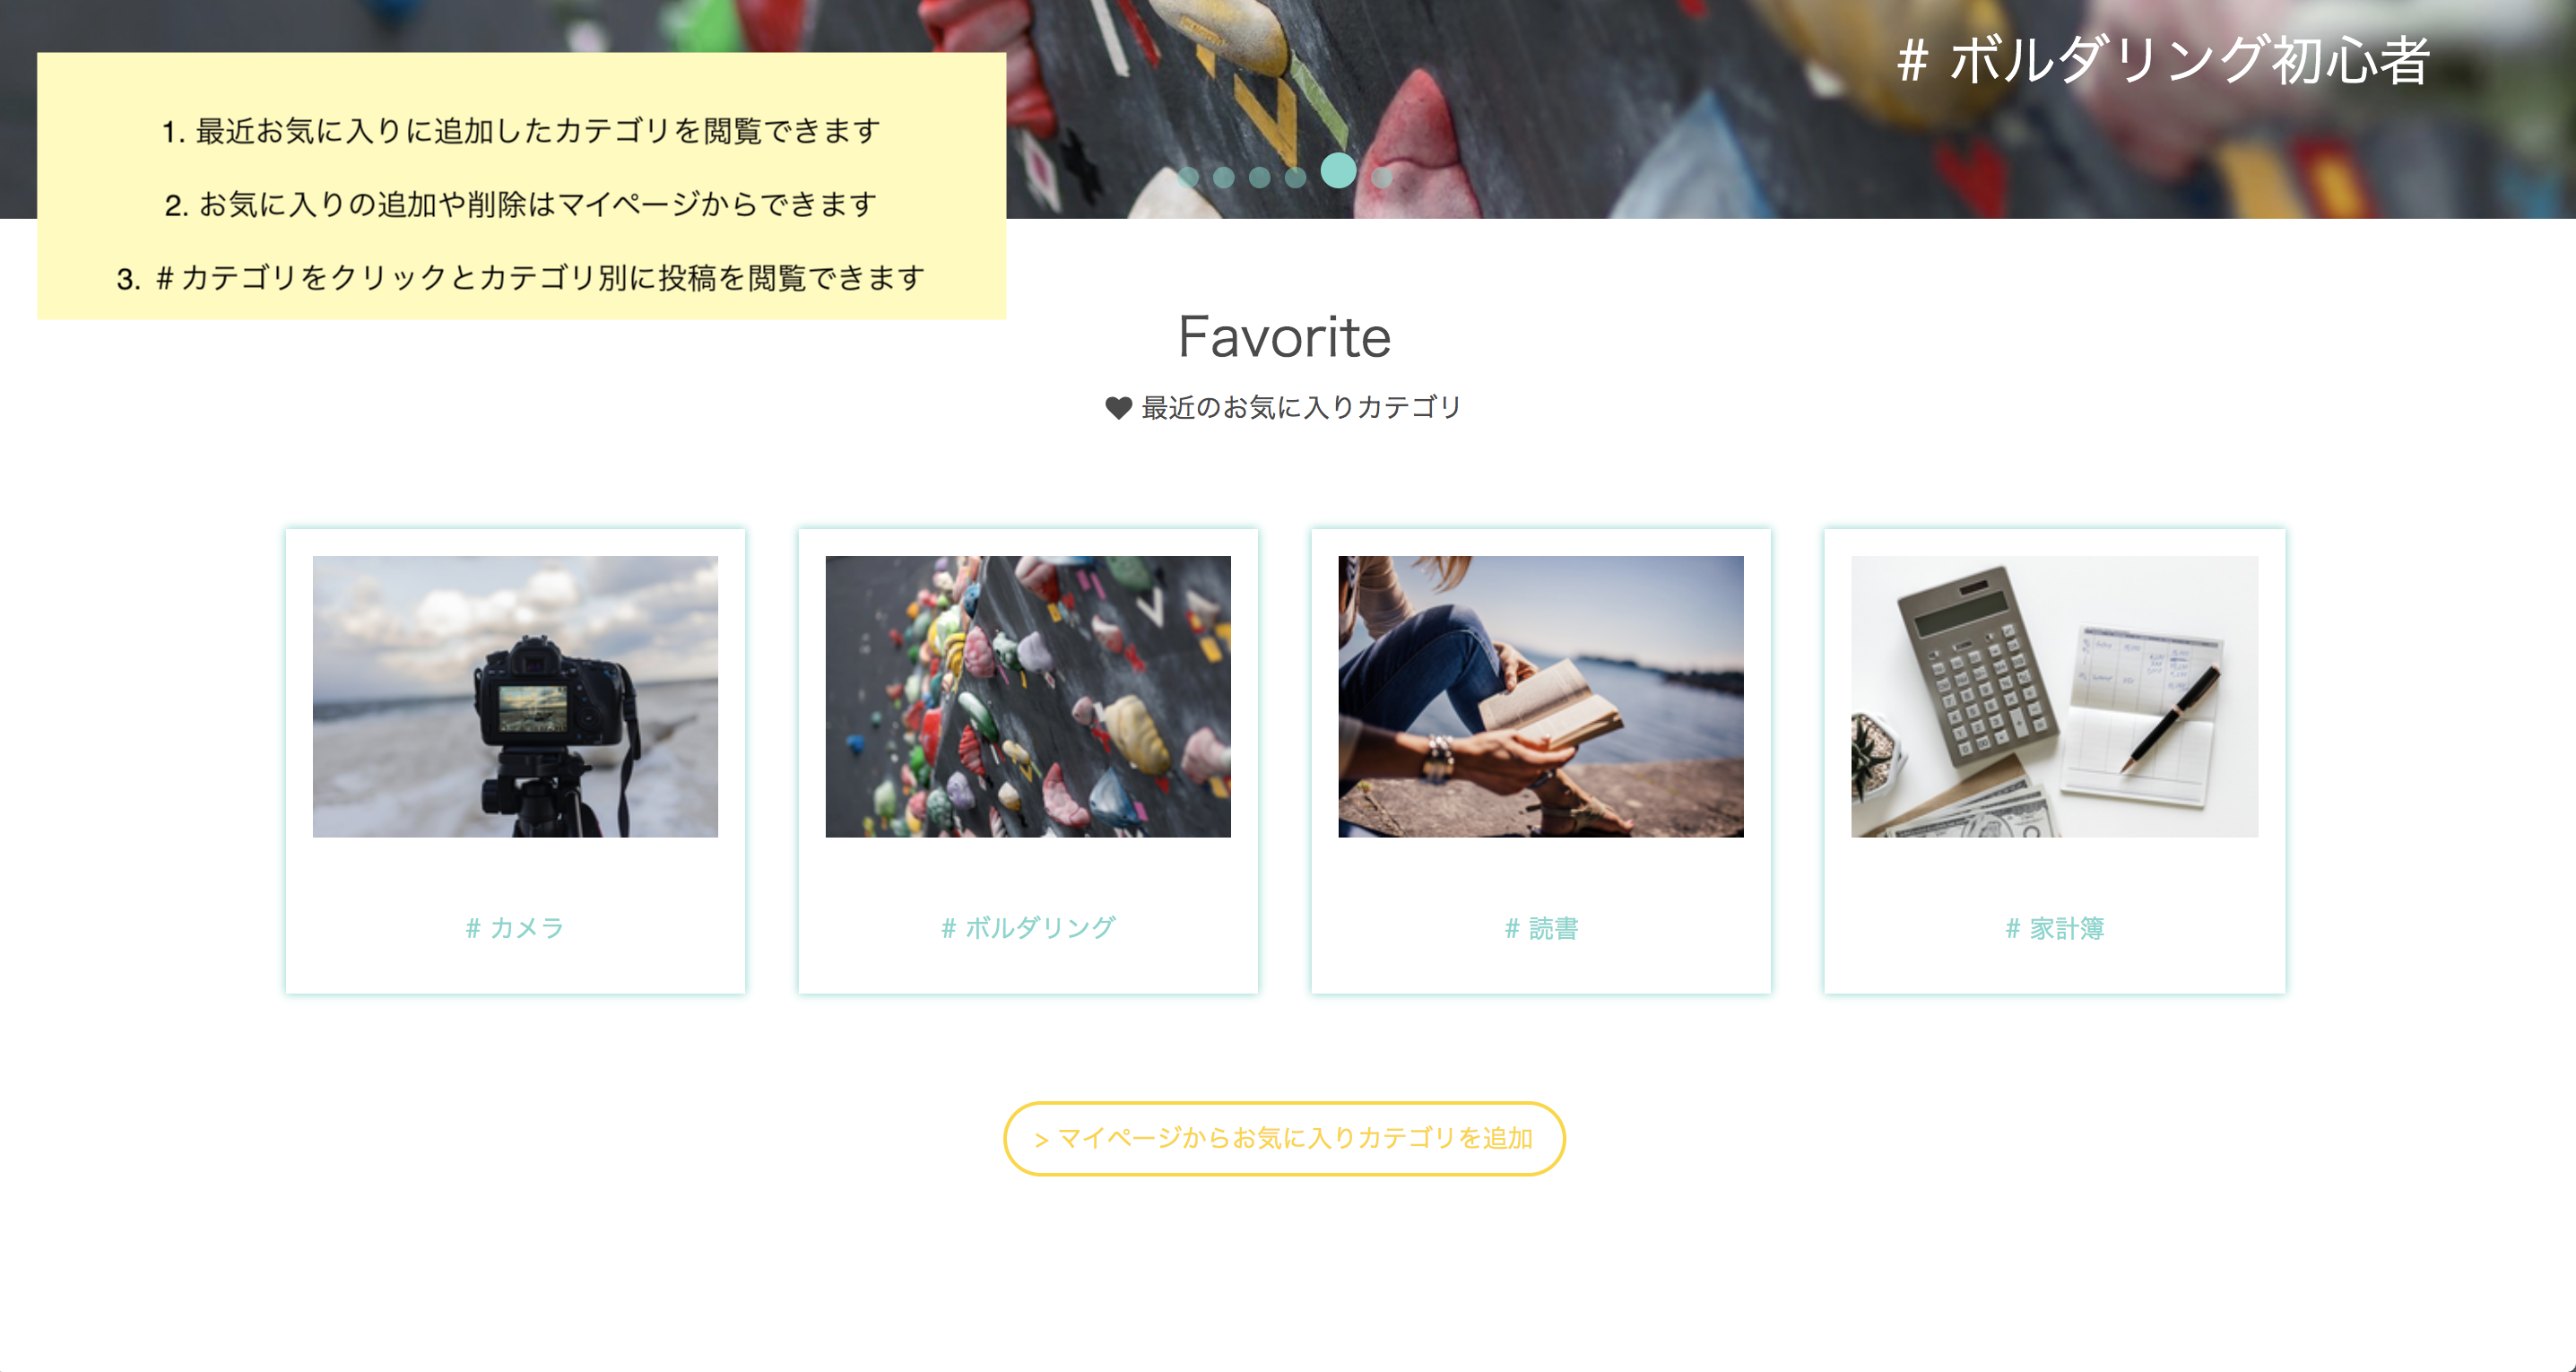 # ボルダリング初心者
1. 最近お気に入りに追加したカテゴリを閲覧できます
2. お気に入りの追加や削除はマイページからできます
3. #カテゴリをクリックとカテゴリ別に投稿を閲覧できます
Favorite
最近のお気に入りカテゴリ
# カメラ
# ボルダリング
# 読書
# 家計簿
> マイページからお気に入りカテゴリを追加